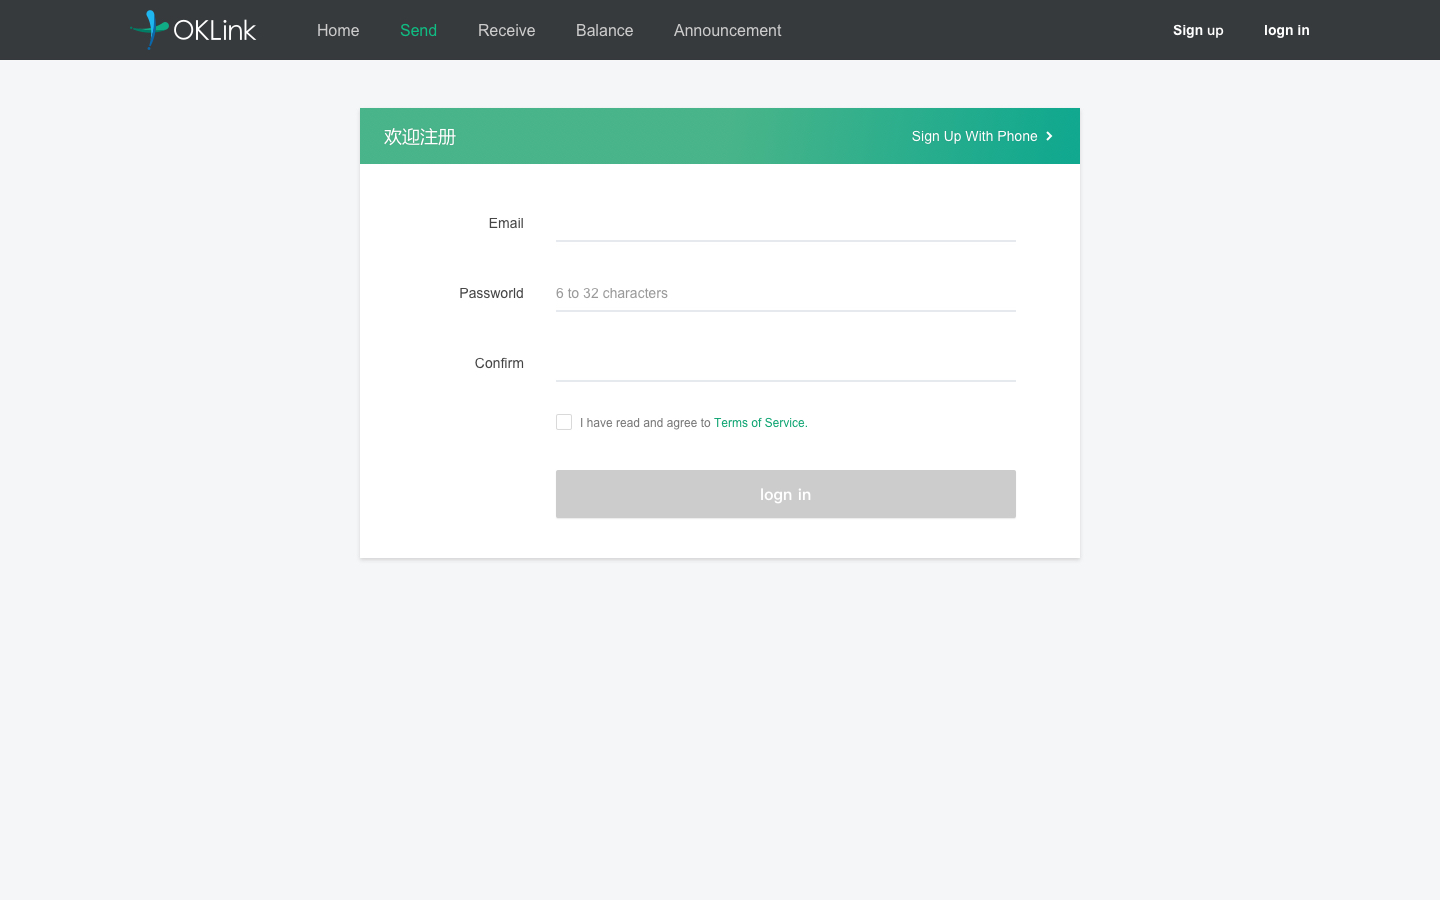 OKLink
Home
Send
Receive
Balance
Announcement
Sign up
login in
欢迎注册
Sign Up With Phone
Email
Passworld
6 to 32 characters
Confirm
I have read and agree to Terms of Service.
logn in